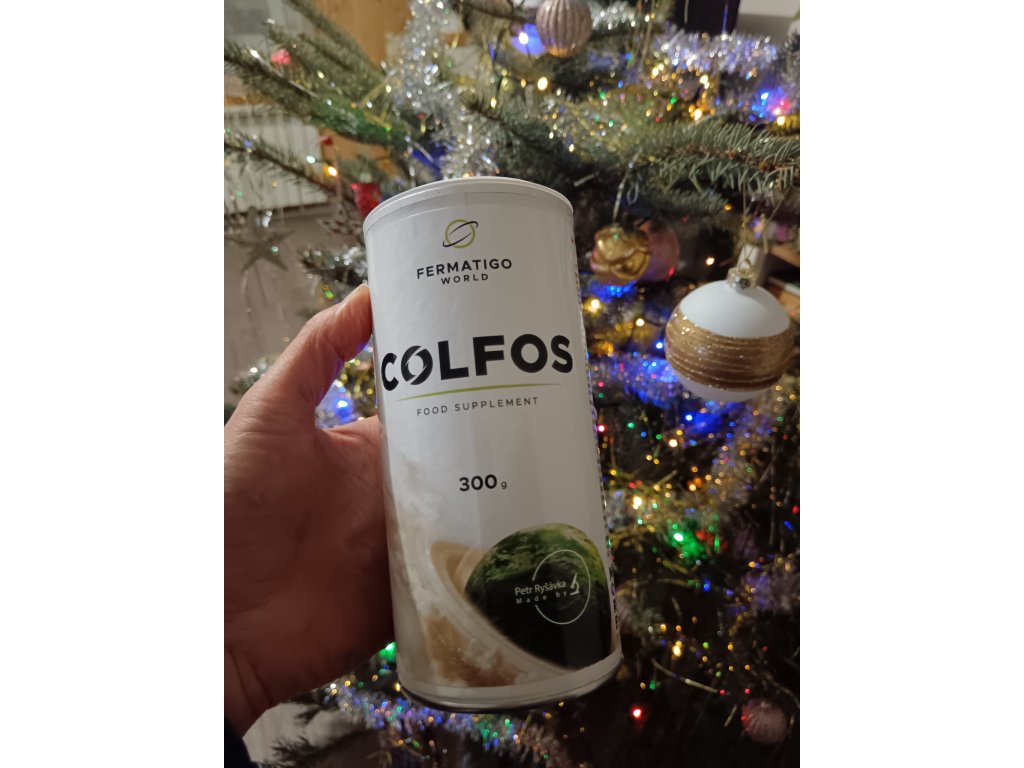 FERMATIGO
WORLD
COLFOS
FOOD SUPPLEMENT
300 g
Petr Ryšávka
Made by